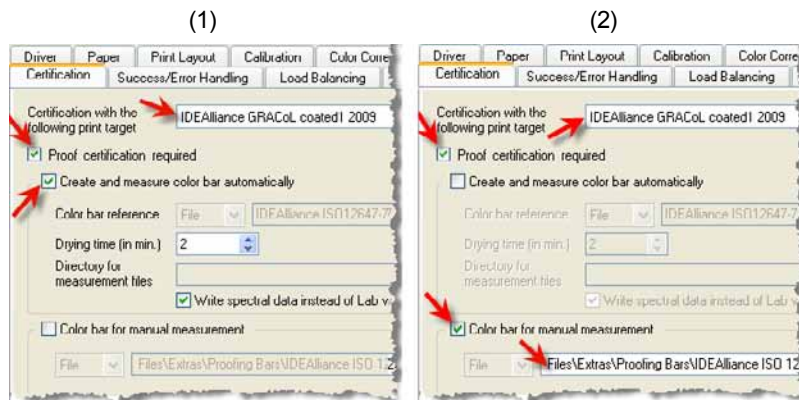 (1)
Driver Paper Print Layout Calibration Color Corre
Certification Success/Error Handling Load Balancing
Certification with the
following print target
IDEAlliance GRACoL coated1 2009
Proof certification required
Create and measure color bar automatically
Color bar reference File IDEAlliance ISO12647-7
Drying time (in min.) 2
Directory for
measurement files
Write spectral data instead of Lab v
Color bar for manual measurement
File Files\Extras\Proofing Bars\IDEAlliance ISO 12
(2)
Driver Paper Print Layout Calibration Color Corre
Certification Success/Error Handling Load Balancing
Certification with the
following print target
IDEAlliance GRACoL coated1 2009
Proof certification required
Create and measure color bar automatically
Color bar reference File IDEAlliance ISO12647-7
Drying time (in min.) 2
Directory for
measurement files
Write spectral data instead of Lab v
Color bar for manual measurement
File Files\Extras\Proofing Bars\IDEAlliance ISO 12